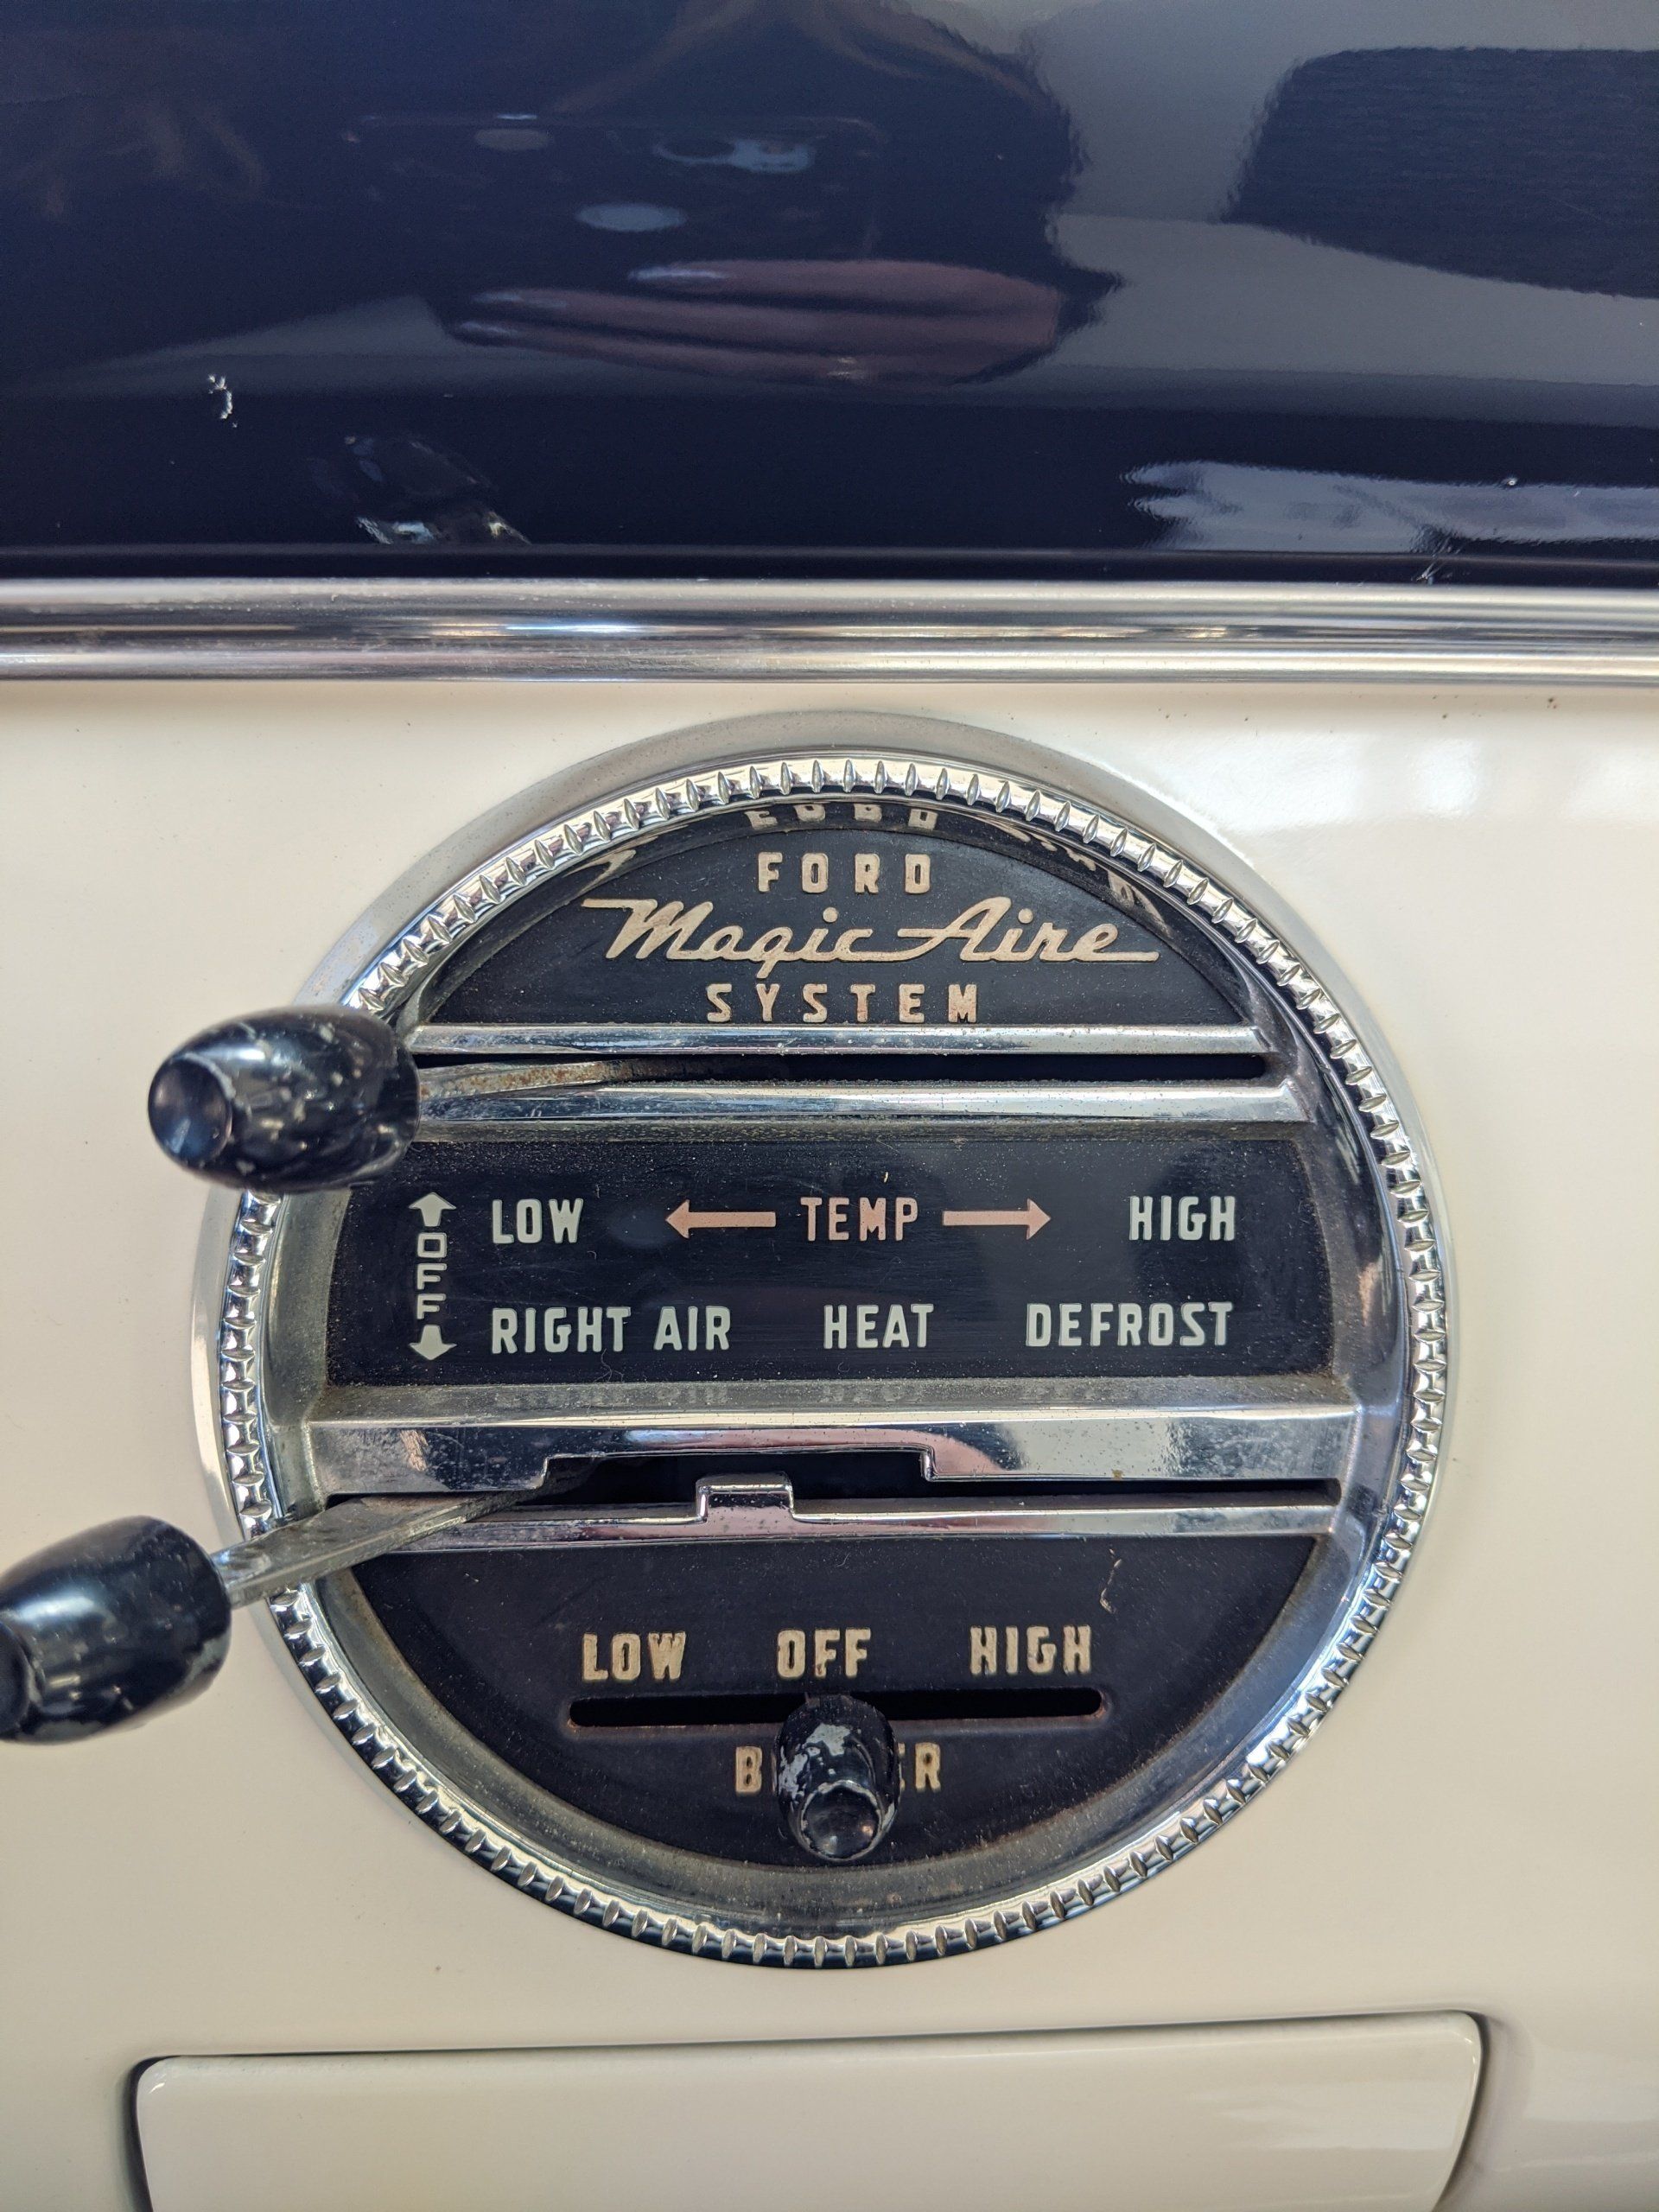 FORD
Magic Aire
SYSTEM
OFF
LOW TEMP HIGH
RIGHT AIR HEAT DEFROST
LOW OFF HIGH